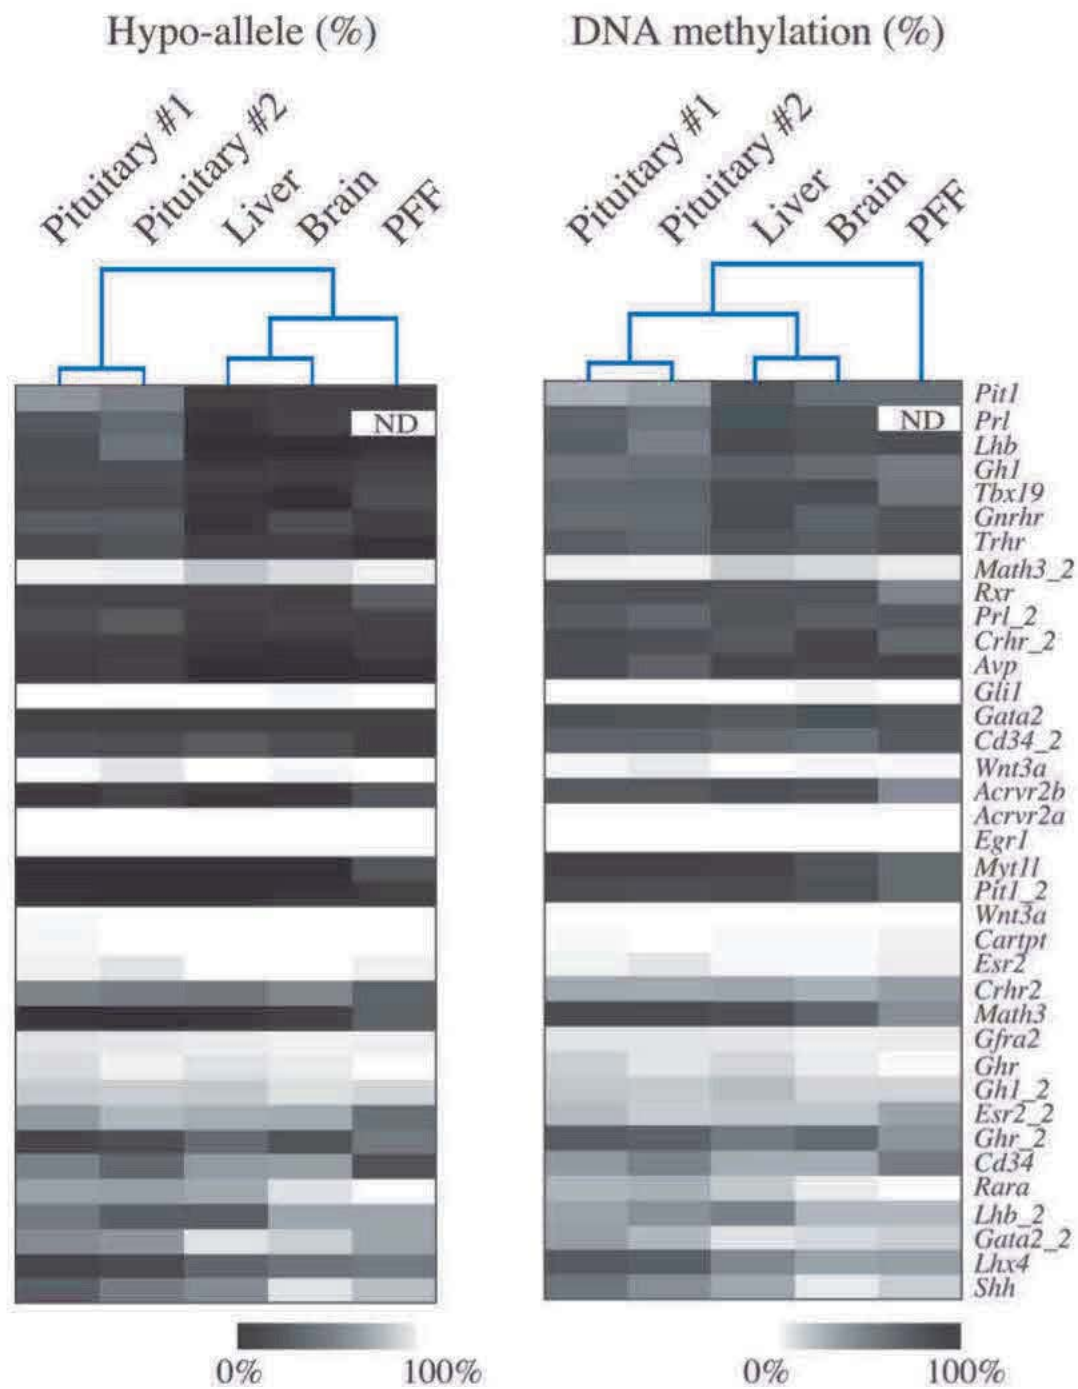 Hypo-allele (%)
DNA methylation (%)
Pituitary #1
Pituitary #2
Liver
Brain
PFF
Pituitary #1
Pituitary #2
Liver
Brain
PFF
ND
ND
Pit1
Prl
Lhb
Gh1
Tbx19
Gnrhr
Trhr
Math3_2
Rxr
Prl_2
Crhr_2
Avp
Gli1
Gata2
Cd34_2
Wnt3a
Acrvr2b
Acrvr2a
Egr1
Myt1l
Pit1_2
Wnt3a
Cartpt
Esr2
Crhr2
Math3
Gfra2
Ghr
Gh1_2
Esr2_2
Ghr_2
Cd34
Rara
Lhb_2
Gata2_2
Lhx4
Shh
0%
100%
0%
100%